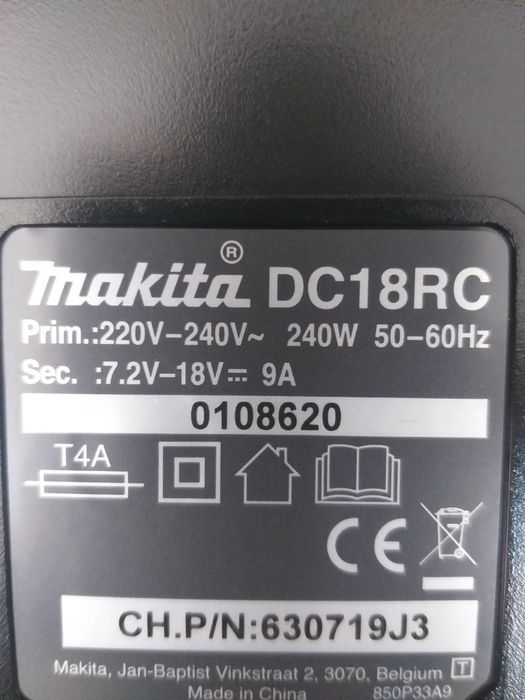 makita® DC18RC
Prim.:220V–240V~ 240W 50–60Hz
Sec. :7.2V–18V⎓ 9A
0108620
T4A
CE
CH.P/N:630719J3
Makita, Jan-Baptist Vinkstraat 2, 3070, Belgium T
Made in China 850P33A9